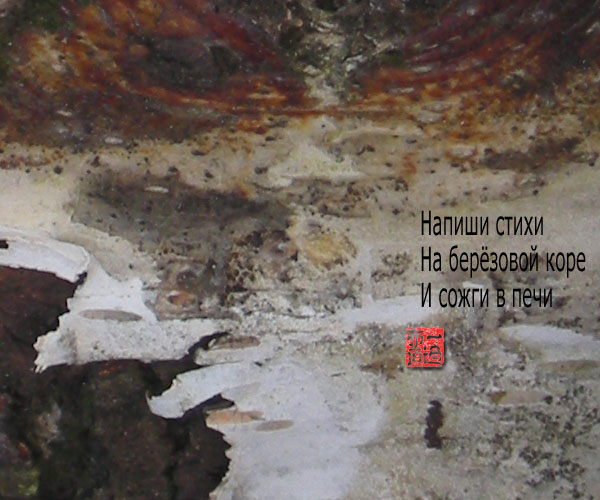 Напиши стихи
На берёзовой коре
И сожги в печи